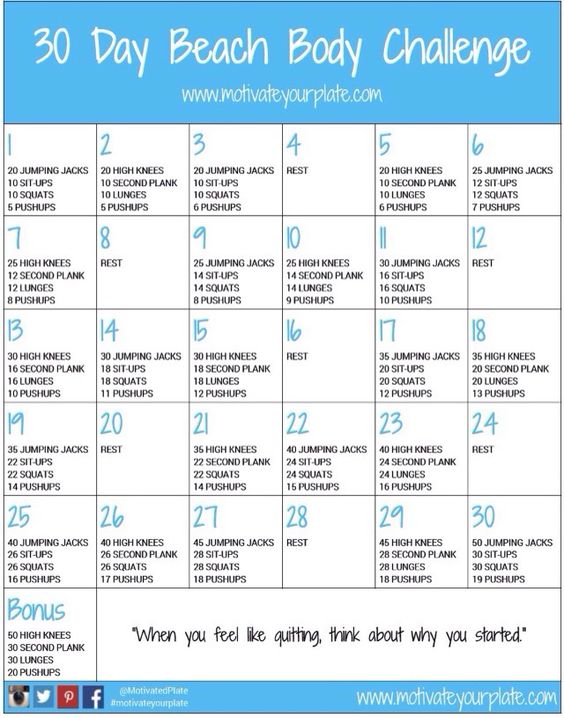 30 Day Beach Body Challenge
www.motivateyourplate.com
1
20 JUMPING JACKS
10 SIT-UPS
10 SQUATS
5 PUSHUPS
2
20 HIGH KNEES
10 SECOND PLANK
10 LUNGES
5 PUSHUPS
3
20 JUMPING JACKS
10 SIT-UPS
10 SQUATS
6 PUSHUPS
4
REST
5
20 HIGH KNEES
10 SECOND PLANK
10 LUNGES
6 PUSHUPS
6
25 JUMPING JACKS
12 SIT-UPS
12 SQUATS
7 PUSHUPS
7
25 HIGH KNEES
12 SECOND PLANK
12 LUNGES
8 PUSHUPS
8
REST
9
25 JUMPING JACKS
14 SIT-UPS
14 SQUATS
8 PUSHUPS
10
25 HIGH KNEES
14 SECOND PLANK
14 LUNGES
9 PUSHUPS
11
30 JUMPING JACKS
16 SIT-UPS
16 SQUATS
10 PUSHUPS
12
REST
13
30 HIGH KNEES
16 SECOND PLANK
16 LUNGES
10 PUSHUPS
14
30 JUMPING JACKS
18 SIT-UPS
18 SQUATS
11 PUSHUPS
15
30 HIGH KNEES
18 SECOND PLANK
18 LUNGES
12 PUSHUPS
16
REST
17
35 JUMPING JACKS
20 SIT-UPS
20 SQUATS
12 PUSHUPS
18
35 HIGH KNEES
20 SECOND PLANK
20 LUNGES
13 PUSHUPS
19
35 JUMPING JACKS
22 SIT-UPS
22 SQUATS
14 PUSHUPS
20
REST
21
35 HIGH KNEES
22 SECOND PLANK
22 SQUATS
14 PUSHUPS
22
40 JUMPING JACKS
24 SIT-UPS
24 SQUATS
15 PUSHUPS
23
40 HIGH KNEES
24 SECOND PLANK
24 LUNGES
16 PUSHUPS
24
REST
25
40 JUMPING JACKS
26 SIT-UPS
26 SQUATS
16 PUSHUPS
26
40 HIGH KNEES
26 SECOND PLANK
26 SQUATS
17 PUSHUPS
27
45 JUMPING JACKS
28 SIT-UPS
28 SQUATS
18 PUSHUPS
28
REST
29
45 HIGH KNEES
28 SECOND PLANK
28 LUNGES
18 PUSHUPS
30
50 JUMPING JACKS
30 SIT-UPS
30 SQUATS
19 PUSHUPS
Bonus
50 HIGH KNEES
30 SECOND PLANK
30 LUNGES
20 PUSHUPS
"When you feel like quitting, think about why you started."
@MotivatedPlate
#motivateyourplate
www.motivateyourplate.com